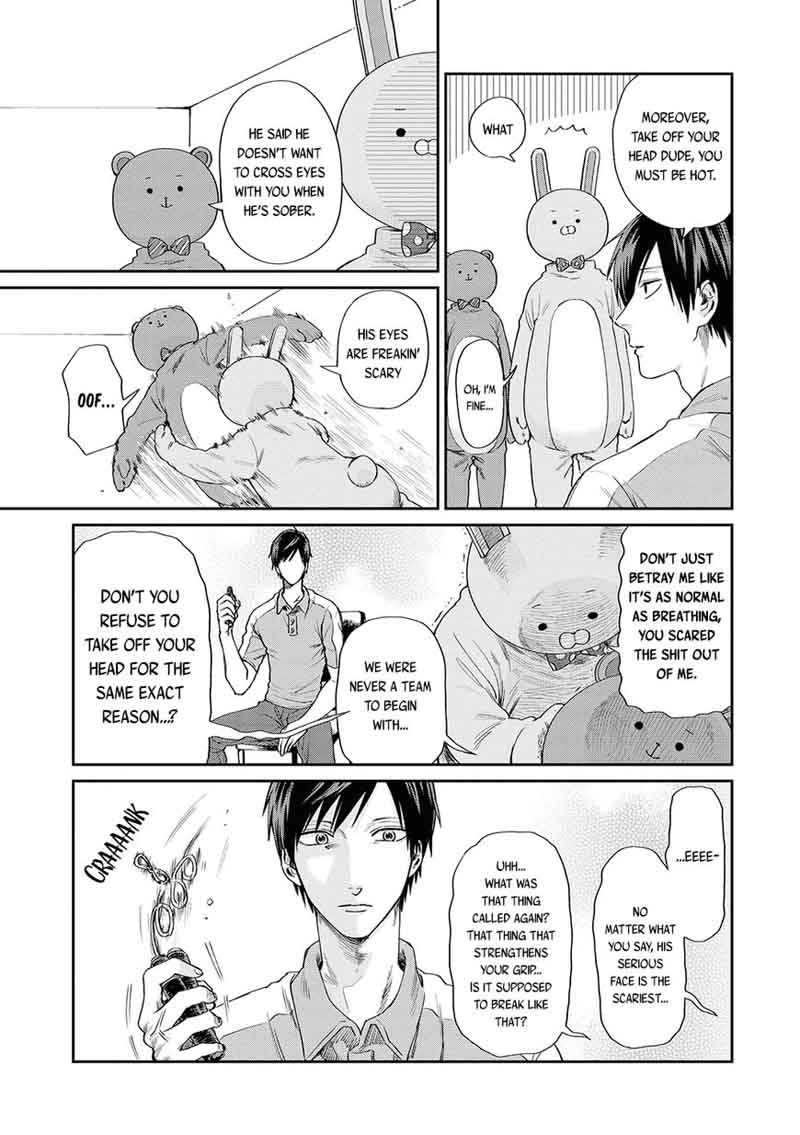 MOREOVER,
TAKE OFF YOUR
HEAD DUDE, YOU
MUST BE HOT.
WHAT
OH, I'M
FINE...
HE SAID HE
DOESN'T WANT
TO CROSS EYES
WITH YOU WHEN
HE'S SOBER.
HIS EYES
ARE FREAKIN'
SCARY
OOF...
DON'T JUST
BETRAY ME LIKE
IT'S AS NORMAL
AS BREATHING,
YOU SCARED
THE SHIT OUT
OF ME.
WE WERE
NEVER A TEAM
TO BEGIN
WITH...
DON'T YOU
REFUSE TO
TAKE OFF YOUR
HEAD FOR THE
SAME EXACT
REASON...?
...EEEE-
NO
MATTER WHAT
YOU SAY, HIS
SERIOUS
FACE IS THE
SCARIEST...
UHH...
WHAT WAS
THAT THING
CALLED AGAIN?
THAT THING THAT
STRENGTHENS
YOUR GRIP...
IS IT SUPPOSED
TO BREAK LIKE
THAT?
CRAAAANK